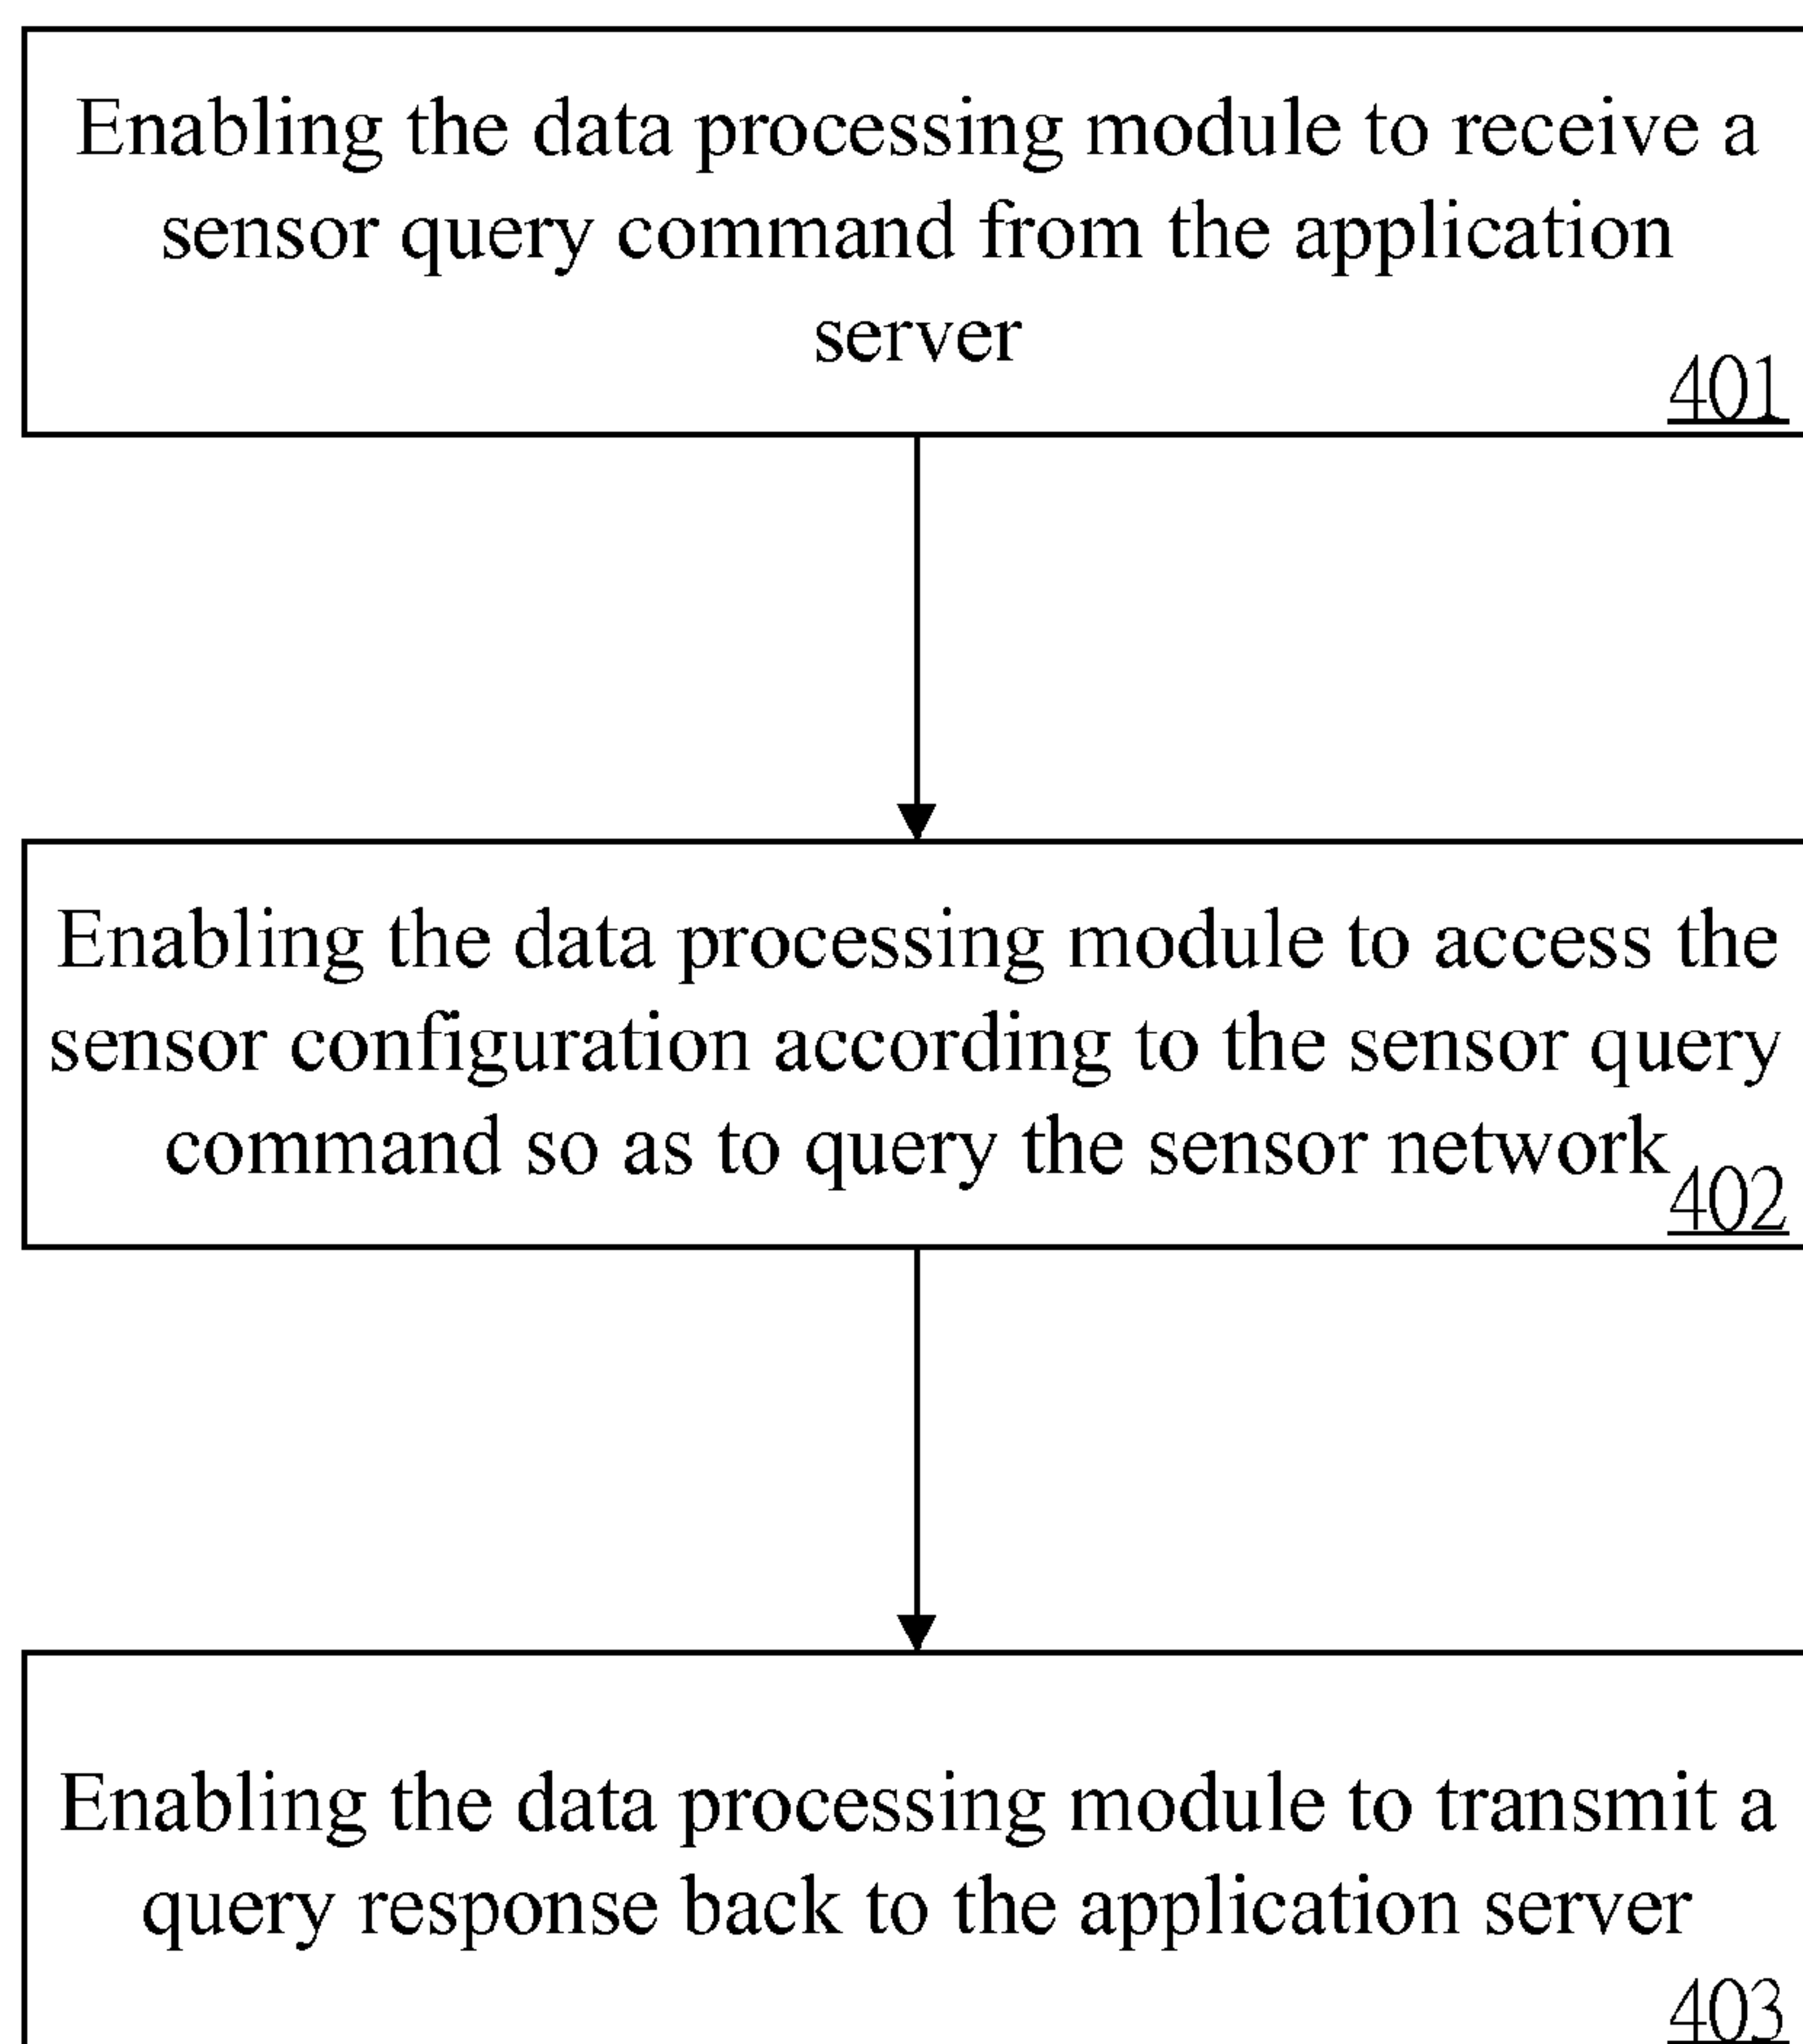 Enabling the data processing module to receive a
sensor query command from the application
server
401
Enabling the data processing module to access the
sensor configuration according to the sensor query
command so as to query the sensor network
402
Enabling the data processing module to transmit a
query response back to the application server
403